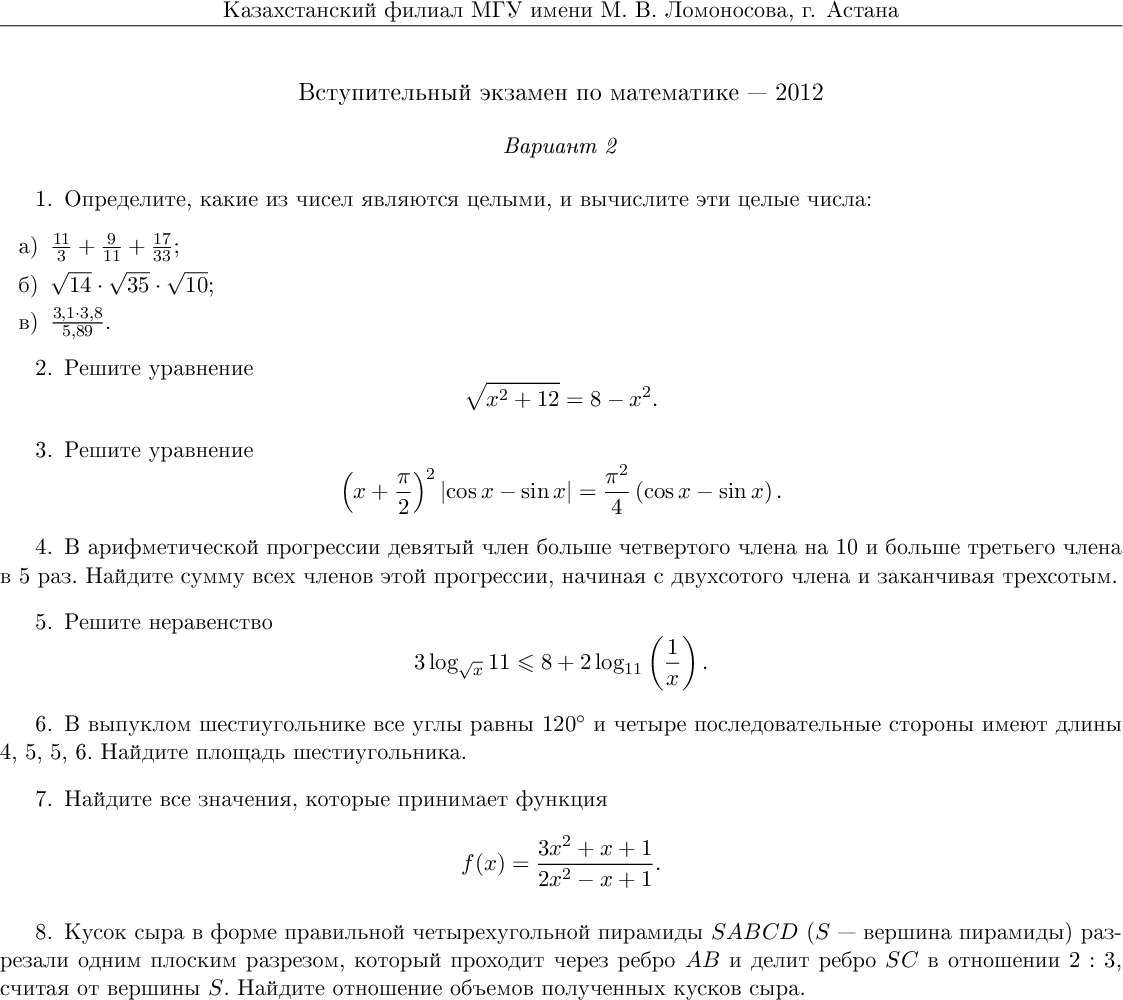 Казахстанский филиал МГУ имени М. В. Ломоносова, г. Астана
Вступительный экзамен по математике — 2012
Вариант 2
1. Определите, какие из чисел являются целыми, и вычислите эти целые числа:
а) \frac{11}{3} + \frac{9}{11} + \frac{17}{33};
б) \sqrt{14} · \sqrt{35} · \sqrt{10};
в) \frac{3,1·3,8}{5,89}.
2. Решите уравнение
\sqrt{x^2 + 12} = 8 − x^2.
3. Решите уравнение
\left(x + \frac{π}{2}\right)^2 |cos x − sin x| = \frac{π^2}{4} (cos x − sin x).
4. В арифметической прогрессии девятый член больше четвертого члена на 10 и больше третьего члена
в 5 раз. Найдите сумму всех членов этой прогрессии, начиная с двухсотого члена и заканчивая трехсотым.
5. Решите неравенство
3 log_{\sqrt{x}} 11 ⩽ 8 + 2 log_{11} \left(\frac{1}{x}\right).
6. В выпуклом шестиугольнике все углы равны 120° и четыре последовательные стороны имеют длины
4, 5, 5, 6. Найдите площадь шестиугольника.
7. Найдите все значения, которые принимает функция
f(x) = \frac{3x^2 + x + 1}{2x^2 − x + 1}.
8. Кусок сыра в форме правильной четырехугольной пирамиды SABCD (S — вершина пирамиды) раз-
резали одним плоским разрезом, который проходит через ребро AB и делит ребро SC в отношении 2 : 3,
считая от вершины S. Найдите отношение объемов полученных кусков сыра.